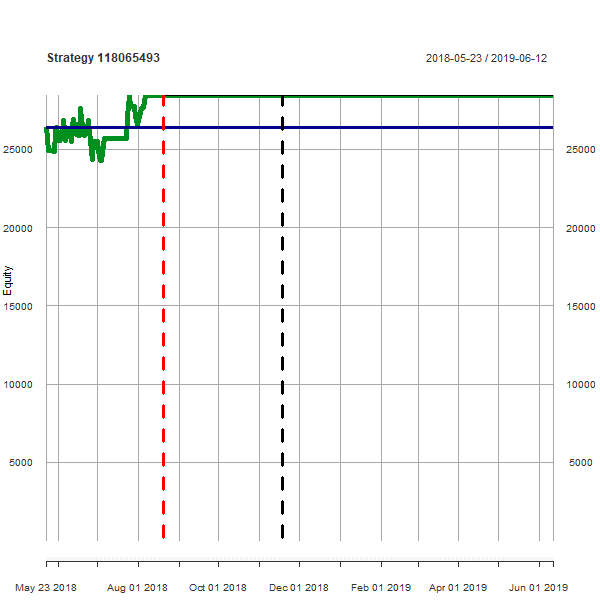 Strategy 118065493
2018-05-23 / 2019-06-12
Equity
25000
25000
20000
20000
15000
15000
10000
10000
5000
5000
May 23 2018
Aug 01 2018
Oct 01 2018
Dec 01 2018
Feb 01 2019
Apr 01 2019
Jun 01 2019